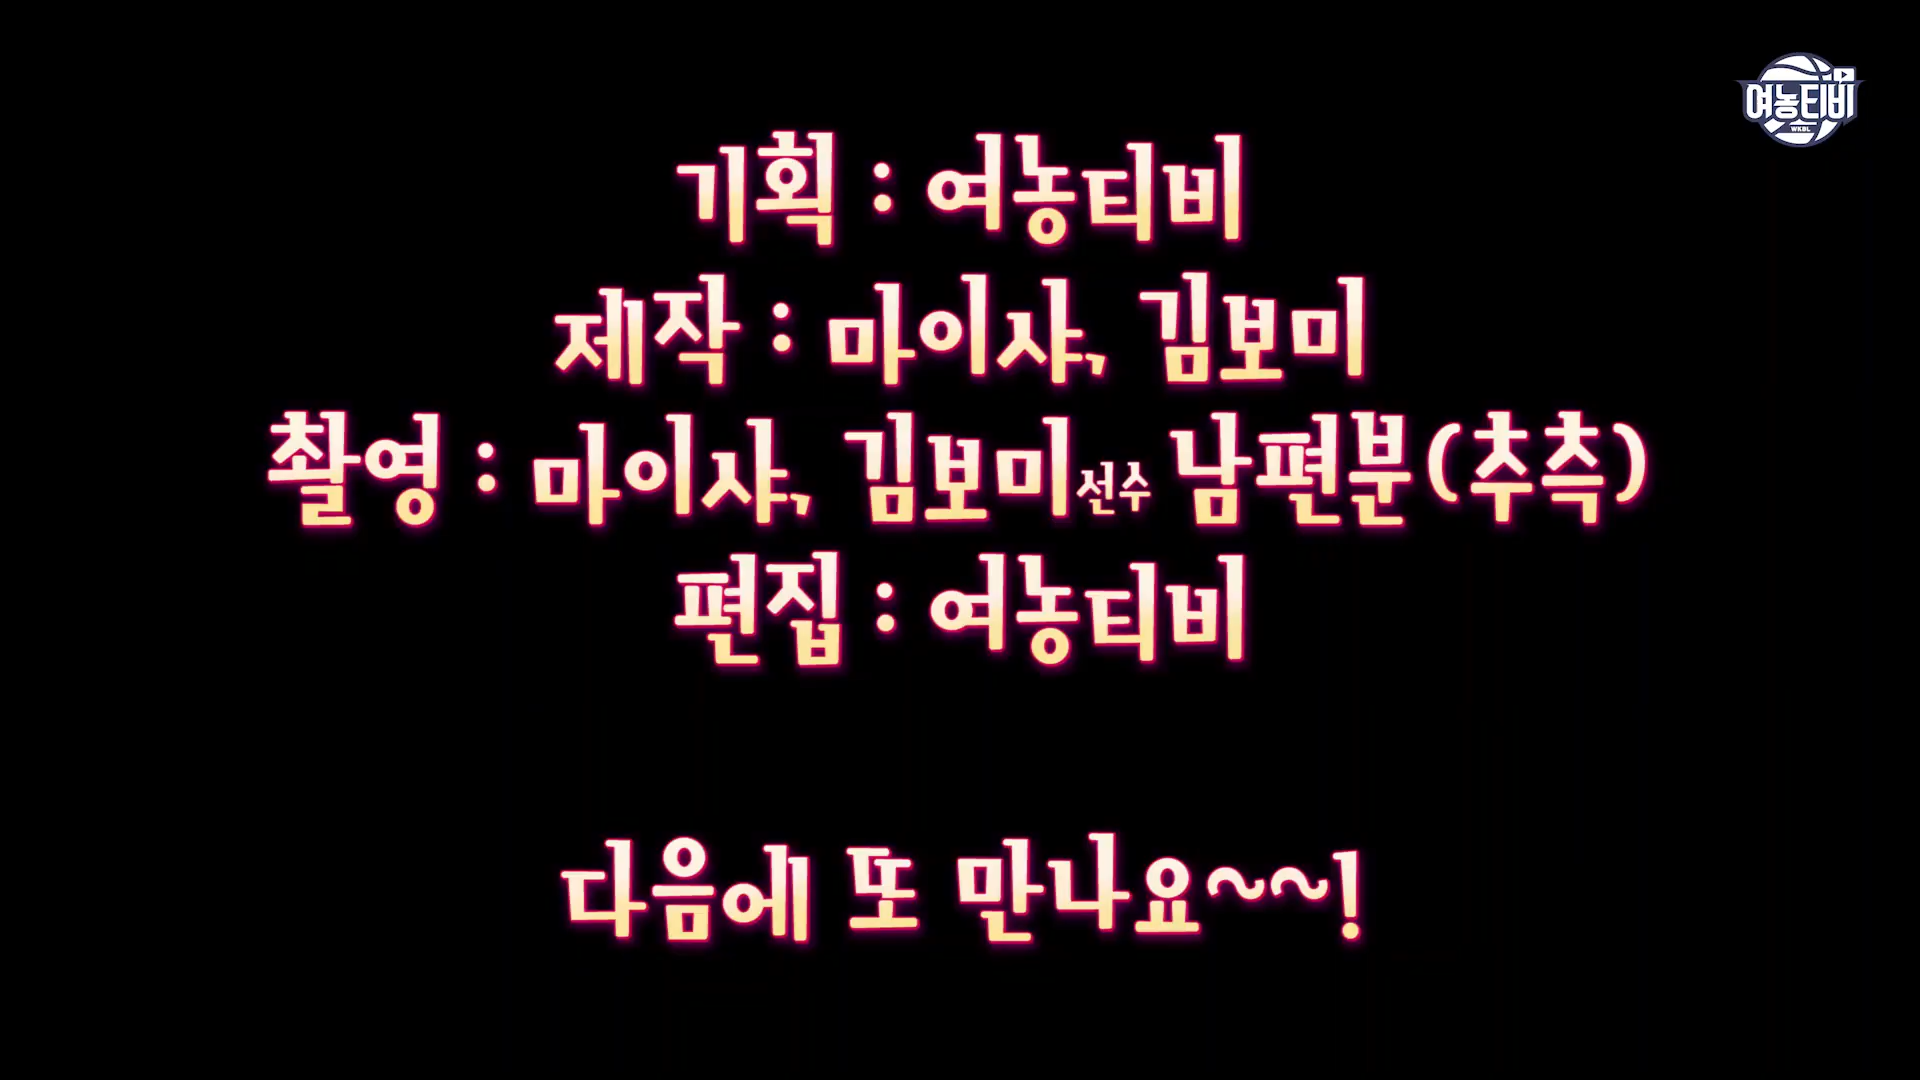 여농티비
WKBL
기획 : 여농티비
제작 : 마이샤, 김보미
촬영 : 마이샤, 김보미선수 남편분(추측)
편집 : 여농티비
다음에 또 만나요~~!